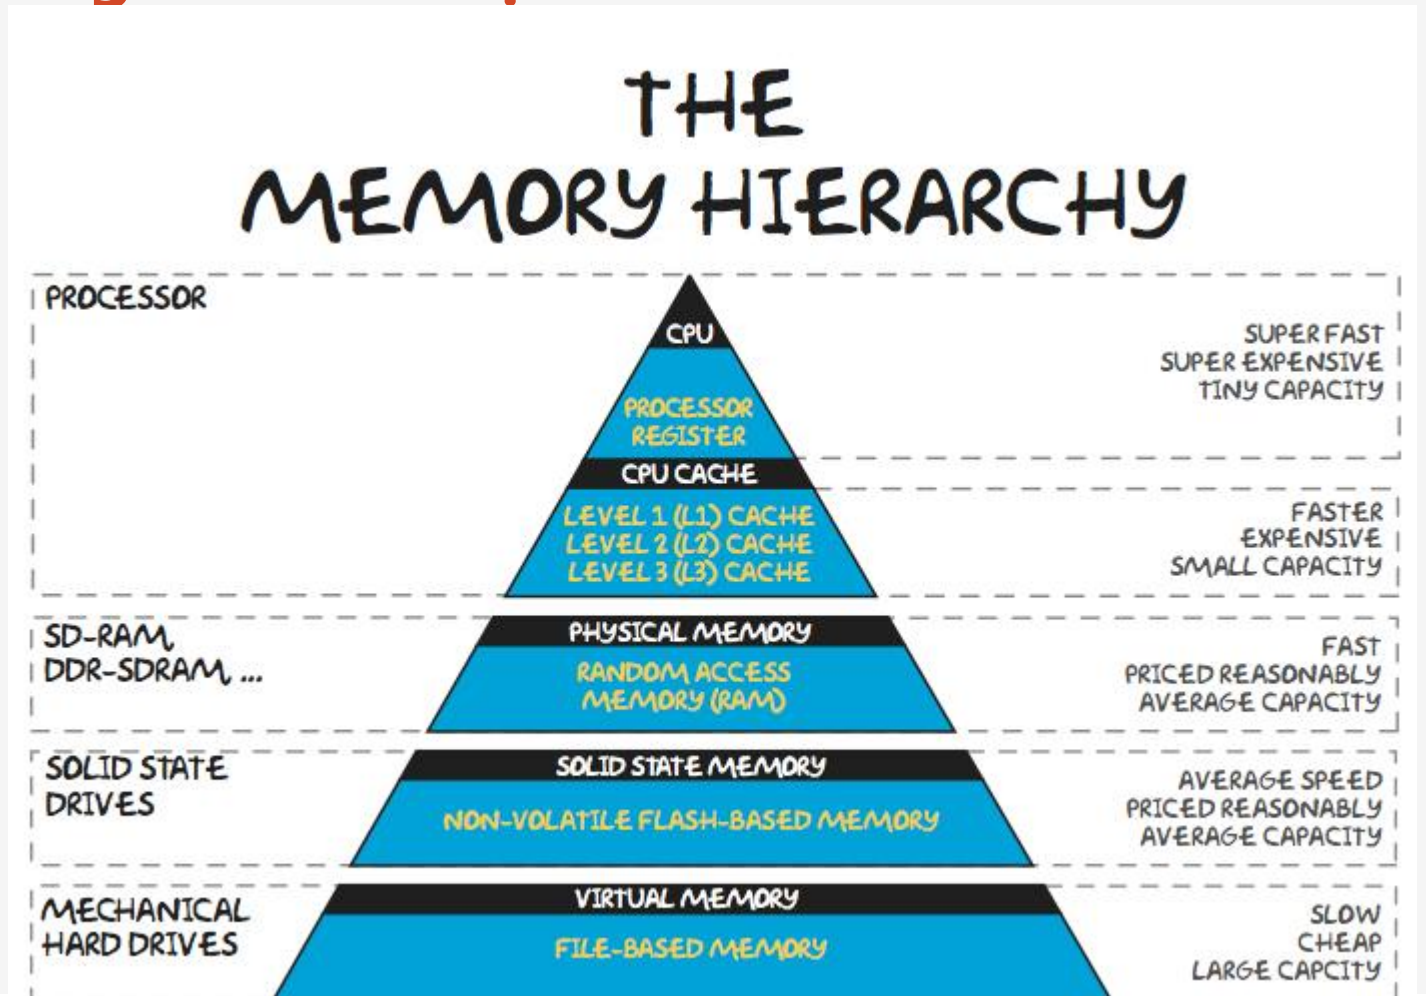 THE
MEMORY HIERARCHY
PROCESSOR
CPU
SUPER FAST
SUPER EXPENSIVE
TINY CAPACITY
PROCESSOR
REGISTER
CPU CACHE
LEVEL 1 (L1) CACHE
LEVEL 2 (L2) CACHE
LEVEL 3 (L3) CACHE
FASTER
EXPENSIVE
SMALL CAPACITY
SD-RAM,
DDR-SDRAM, ...
PHYSICAL MEMORY
RANDOM ACCESS
MEMORY (RAM)
FAST
PRICED REASONABLY
AVERAGE CAPACITY
SOLID STATE
DRIVES
SOLID STATE MEMORY
NON-VOLATILE FLASH-BASED MEMORY
AVERAGE SPEED
PRICED REASONABLY
AVERAGE CAPACITY
MECHANICAL
HARD DRIVES
VIRTUAL MEMORY
FILE-BASED MEMORY
SLOW
CHEAP
LARGE CAPCITY